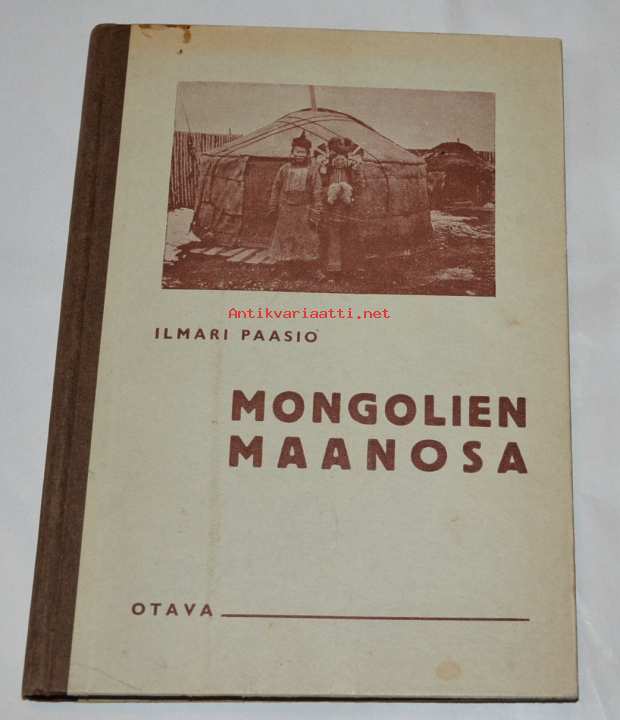 Antikvariaatti.net
ILMARI PAASIO
MONGOLIEN
MAANOSA
OTAVA